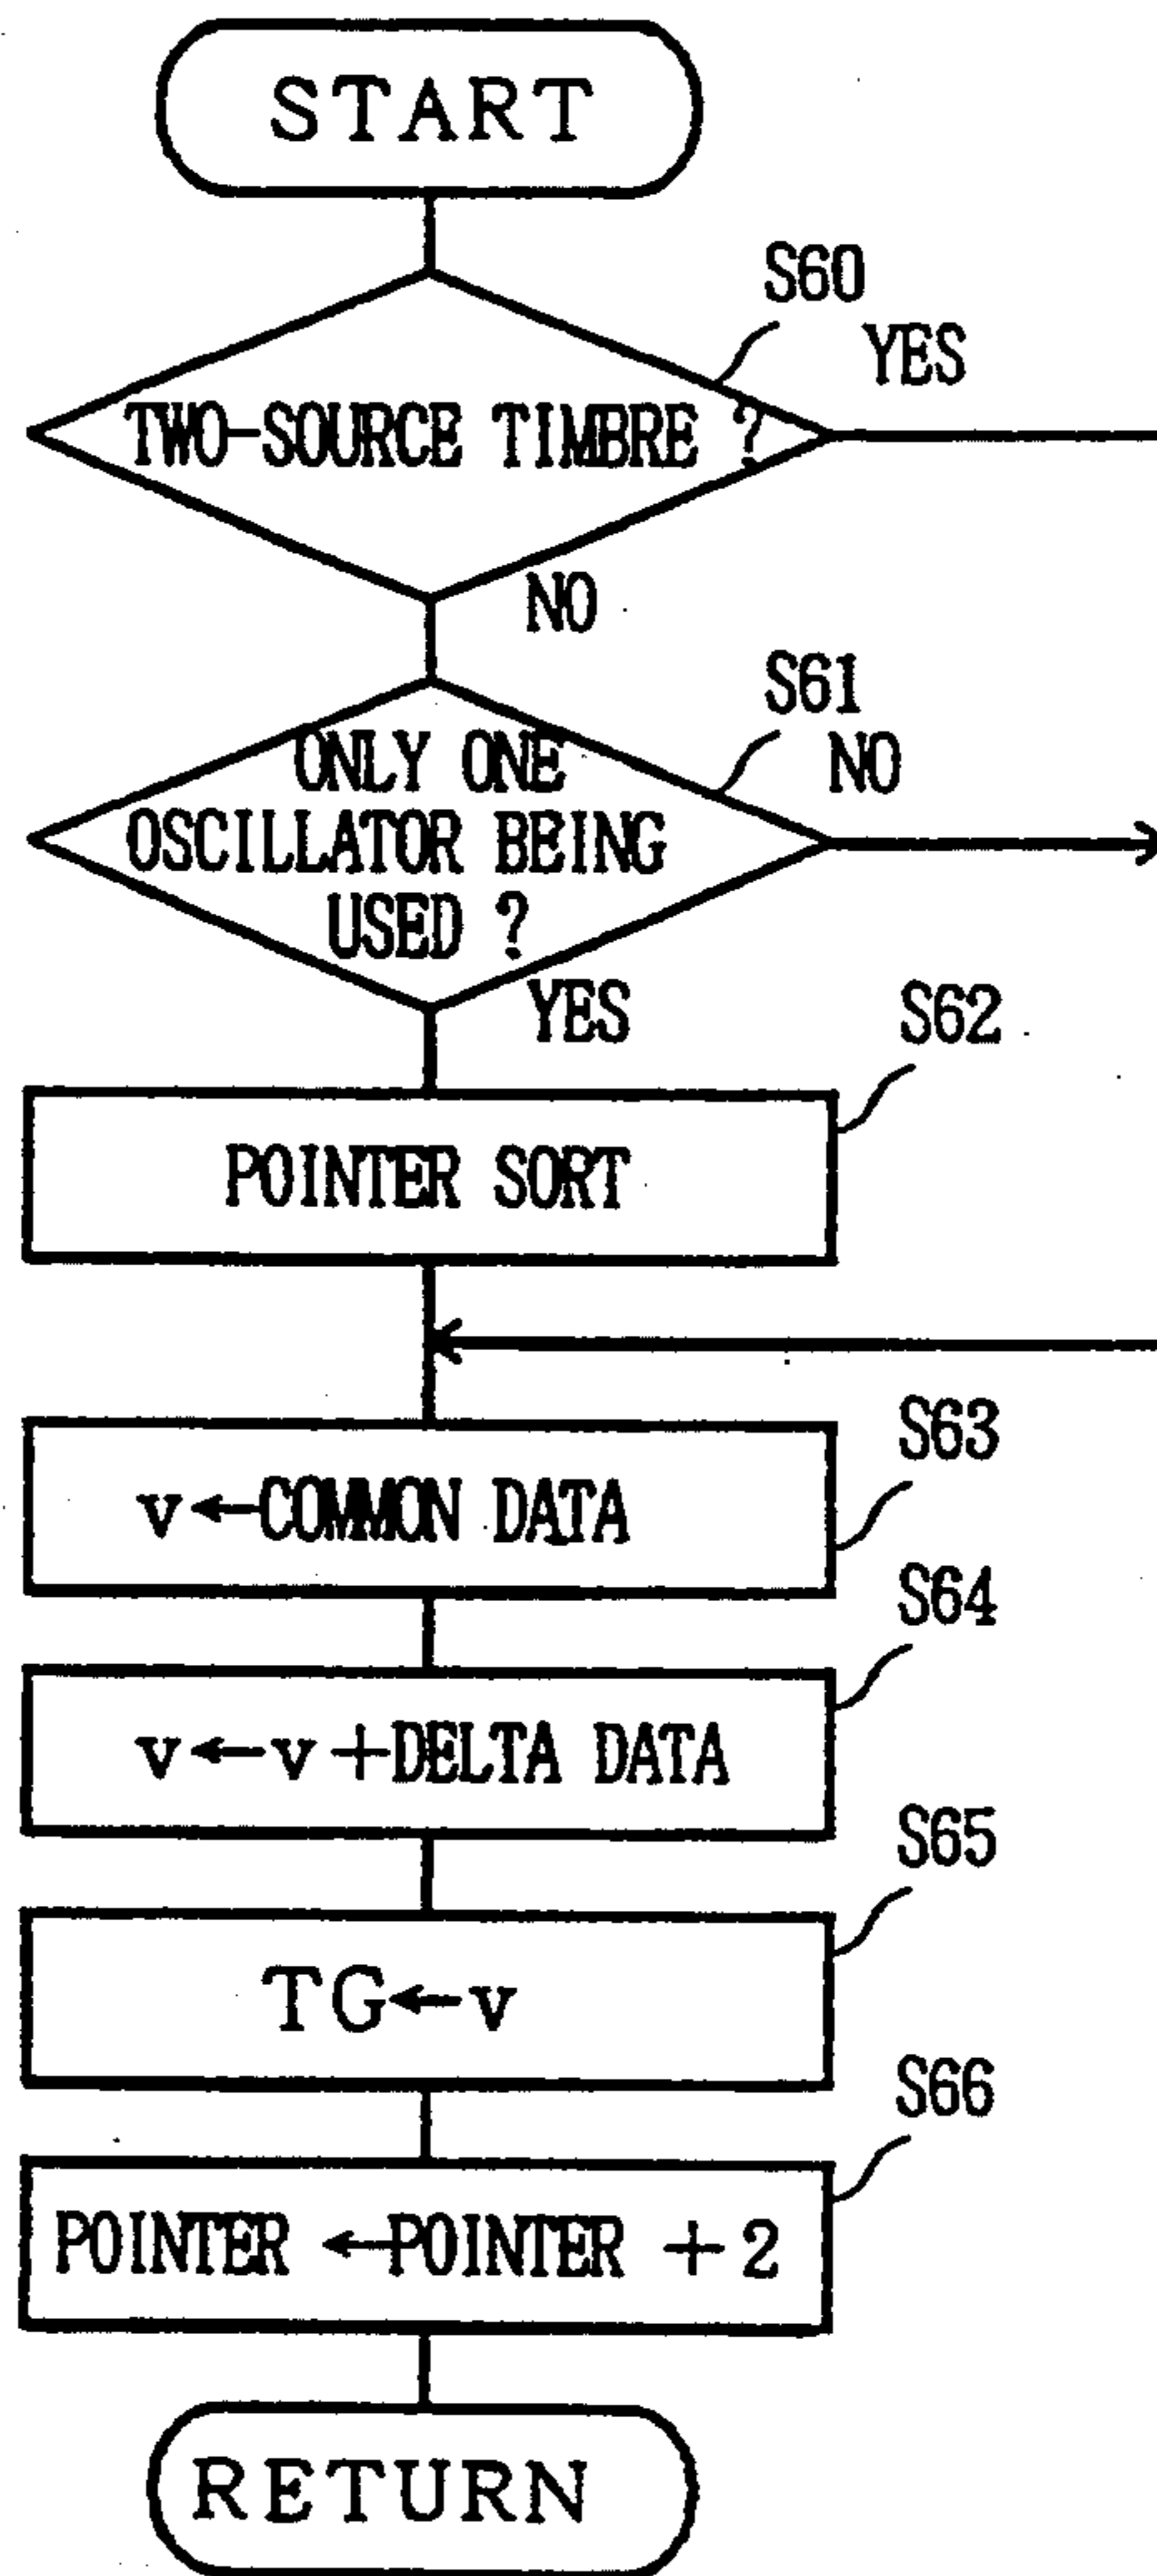 START
S60
YES
TWO-SOURCE TIMBRE ?
NO
S61
NO
ONLY ONE
OSCILLATOR BEING
USED ?
YES
S62
POINTER SORT
S63
v←COMMON DATA
S64
v←v+DELTA DATA
S65
TG←v
S66
POINTER ←POINTER +2
RETURN